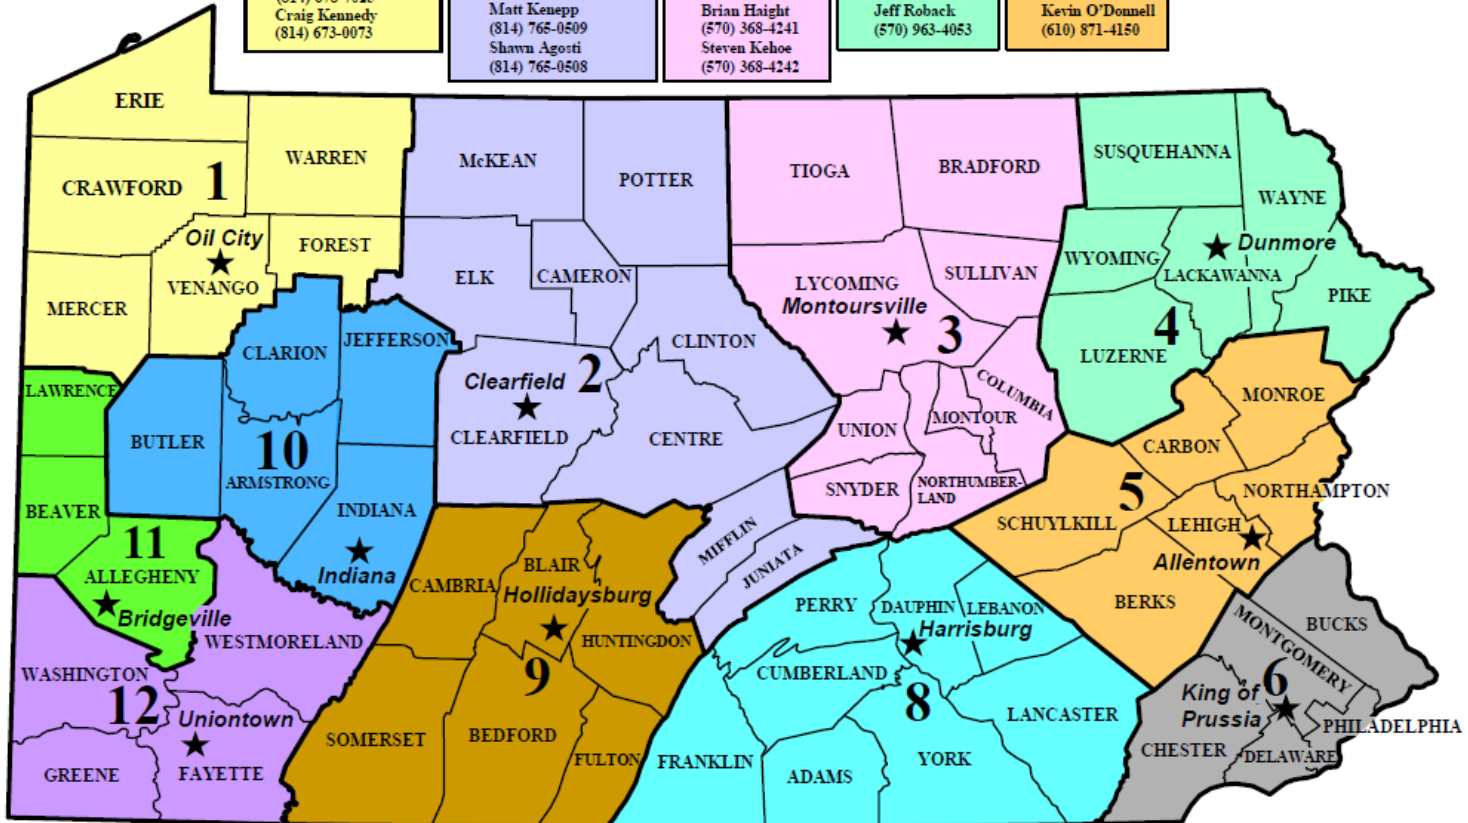 Craig Kennedy
(814) 673-0073
Matt Kenepp
(814) 765-0509
Shawn Agosti
(814) 765-0508
Brian Haight
(570) 368-4241
Steven Kehoe
(570) 368-4242
Jeff Roback
(570) 963-4053
Kevin O'Donnell
(610) 871-4150
ERIE
CRAWFORD
1
WARREN
Oil City
FOREST
VENANGO
MERCER
McKEAN
POTTER
ELK
CAMERON
CLINTON
2
Clearfield
CLEARFIELD
CENTRE
MIFFLIN
JUNIATA
TIOGA
BRADFORD
LYCOMING
SULLIVAN
Montoursville
3
COLUMBIA
MONTOUR
UNION
SNYDER
NORTHUMBER-
LAND
SUSQUEHANNA
WAYNE
WYOMING
Dunmore
LACKAWANNA
PIKE
4
LUZERNE
MONROE
CARBON
5
NORTHAMPTON
SCHUYLKILL
LEHIGH
Allentown
BERKS
BUCKS
MONTGOMERY
6
King of
Prussia
PHILADELPHIA
CHESTER
DELAWARE
PERRY
DAUPHIN
LEBANON
Harrisburg
CUMBERLAND
8
LANCASTER
FRANKLIN
ADAMS
YORK
CAMBRIA
BLAIR
Hollidaysburg
HUNTINGDON
9
SOMERSET
BEDFORD
FULTON
CLARION
JEFFERSON
BUTLER
10
ARMSTRONG
INDIANA
Indiana
LAWRENCE
BEAVER
11
ALLEGHENY
Bridgeville
WESTMORELAND
WASHINGTON
12
Uniontown
GREENE
FAYETTE